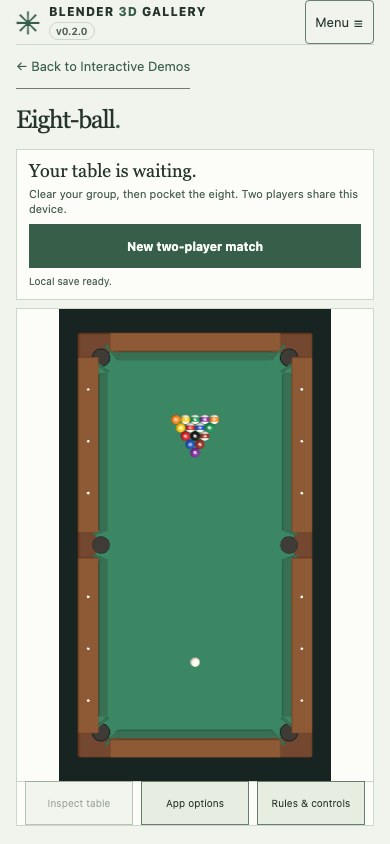 BLENDER 3D GALLERY
v0.2.0
Menu ≡
← Back to Interactive Demos
Eight-ball.
Your table is waiting.
Clear your group, then pocket the eight. Two players share this
device.
New two-player match
Local save ready.
Inspect table
App options
Rules & controls